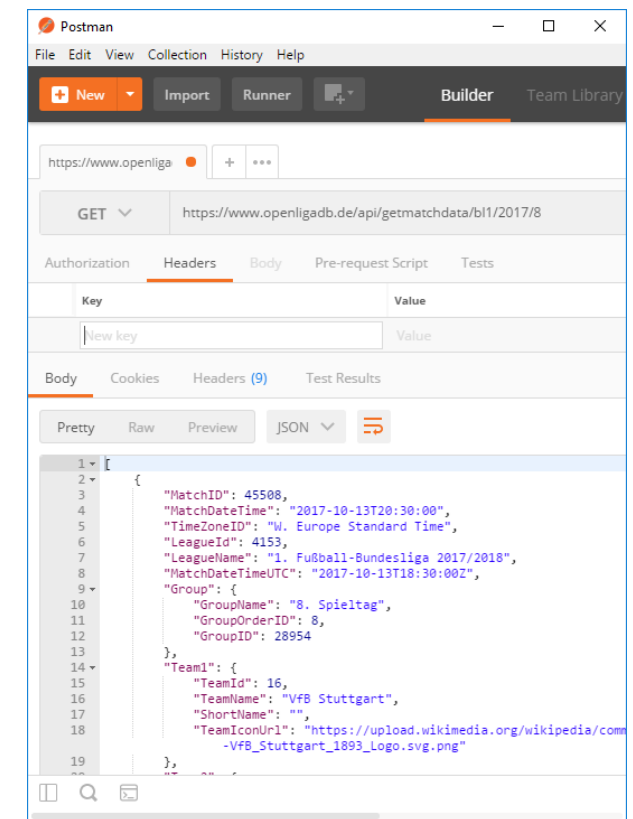 Postman
File Edit View Collection History Help
New Import Runner Builder Team Library
https://www.openliga + •••
GET https://www.openligadb.de/api/getmatchdata/bl1/2017/8
Authorization Headers Body Pre-request Script Tests
Key Value
New key Value
Body Cookies Headers (9) Test Results
Pretty Raw Preview JSON
1 [
2 {
3 "MatchID": 45508,
4 "MatchDateTime": "2017-10-13T20:30:00",
5 "TimeZoneID": "W. Europe Standard Time",
6 "LeagueId": 4153,
7 "LeagueName": "1. Fußball-Bundesliga 2017/2018",
8 "MatchDateTimeUTC": "2017-10-13T18:30:00Z",
9 "Group": {
10 "GroupName": "8. Spieltag",
11 "GroupOrderID": 8,
12 "GroupID": 28954
13 },
14 "Team1": {
15 "TeamId": 16,
16 "TeamName": "VfB Stuttgart",
17 "ShortName": "",
18 "TeamIconUrl": "https://upload.wikimedia.org/wikipedia/comm
-VfB_Stuttgart_1893_Logo.svg.png"
19 },